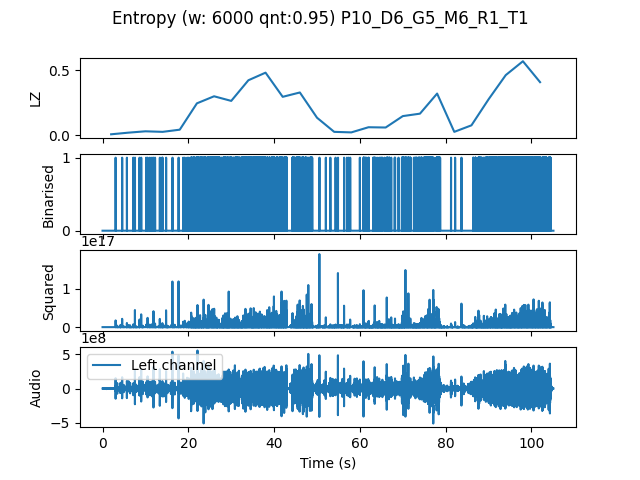 Entropy (w: 6000 qnt:0.95) P10_D6_G5_M6_R1_T1
LZ
0.5
0.0
Binarised
1
0
1e17
Squared
1
0
1e8
Audio
5
0
−5
Left channel
0 20 40 60 80 100
Time (s)